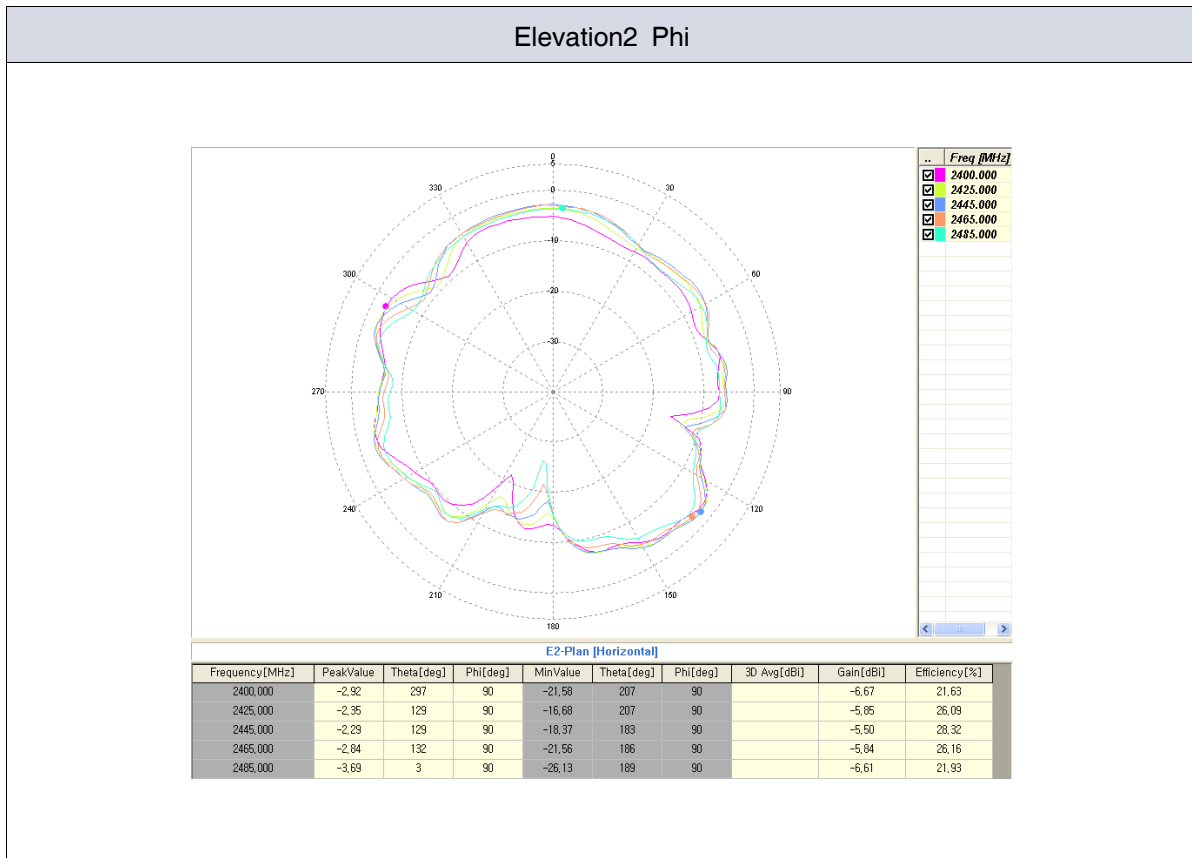 Elevation2 Phi
0
5
-0
-10
-20
-30
30
60
90
120
150
180
210
240
270
300
330
.. Freq [MHz]
2400.000
2425.000
2445.000
2465.000
2485.000
E2-Plan [Horizontal]
Frequency[MHz] PeakValue Theta[deg] Phi[deg] MinValue Theta[deg] Phi[deg] 3D Avg[dBi] Gain[dBi] Efficiency[%]
2400,000 -2,92 297 90 -21,58 207 90 -6,67 21,63
2425,000 -2,35 129 90 -16,68 207 90 -5,85 26,09
2445,000 -2,29 129 90 -18,37 183 90 -5,50 28,32
2465,000 -2,84 132 90 -21,56 186 90 -5,84 26,16
2485,000 -3,69 3 90 -26,13 189 90 -6,61 21,93